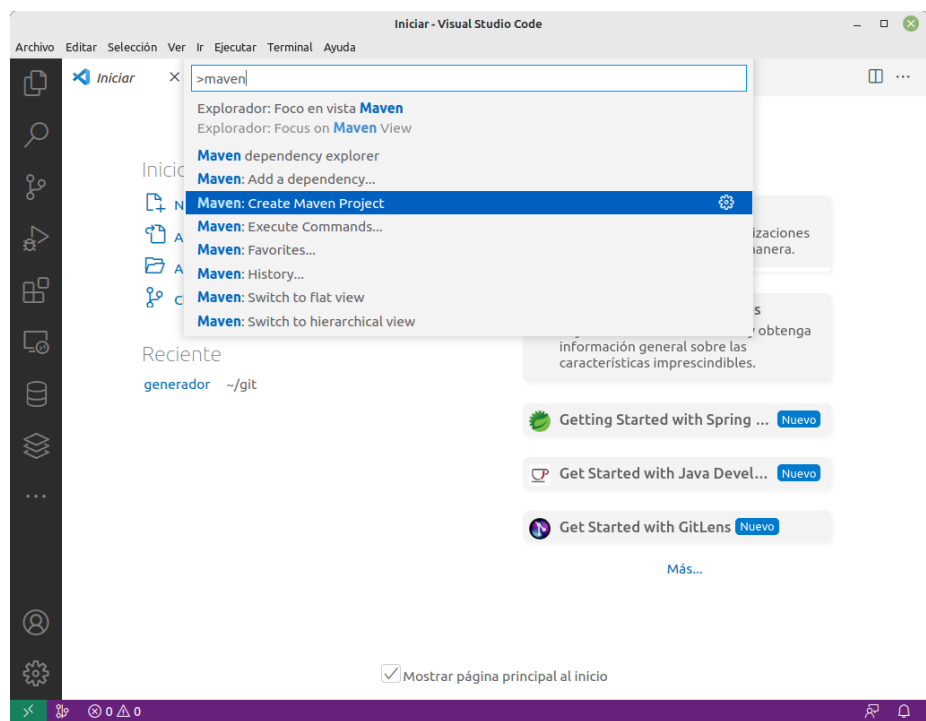 Iniciar - Visual Studio Code
Archivo Editar Selección Ver Ir Ejecutar Terminal Ayuda
Iniciar
>maven
Explorador: Foco en vista Maven
Explorador: Focus on Maven View
Maven dependency explorer
Maven: Add a dependency...
Maven: Create Maven Project
Maven: Execute Commands...
Maven: Favorites...
Maven: History...
Maven: Switch to flat view
Maven: Switch to hierarchical view
Inicio
N
A
A
C
Reciente
generador ~/git
izaciones
anera.
s
y obtenga
información general sobre las
características imprescindibles.
Getting Started with Spring ... Nuevo
Get Started with Java Devel... Nuevo
Get Started with GitLens Nuevo
Más...
Mostrar página principal al inicio
0 0